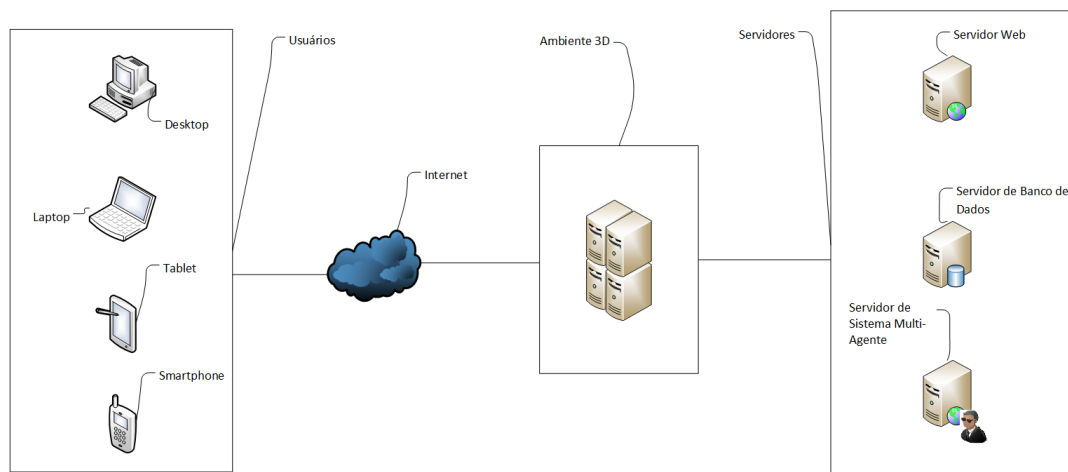 Usuários
Ambiente 3D
Servidores
Servidor Web
Desktop
Internet
Laptop
Servidor de Banco de
Dados
Tablet
Servidor de
Sistema Multi-
Agente
Smartphone